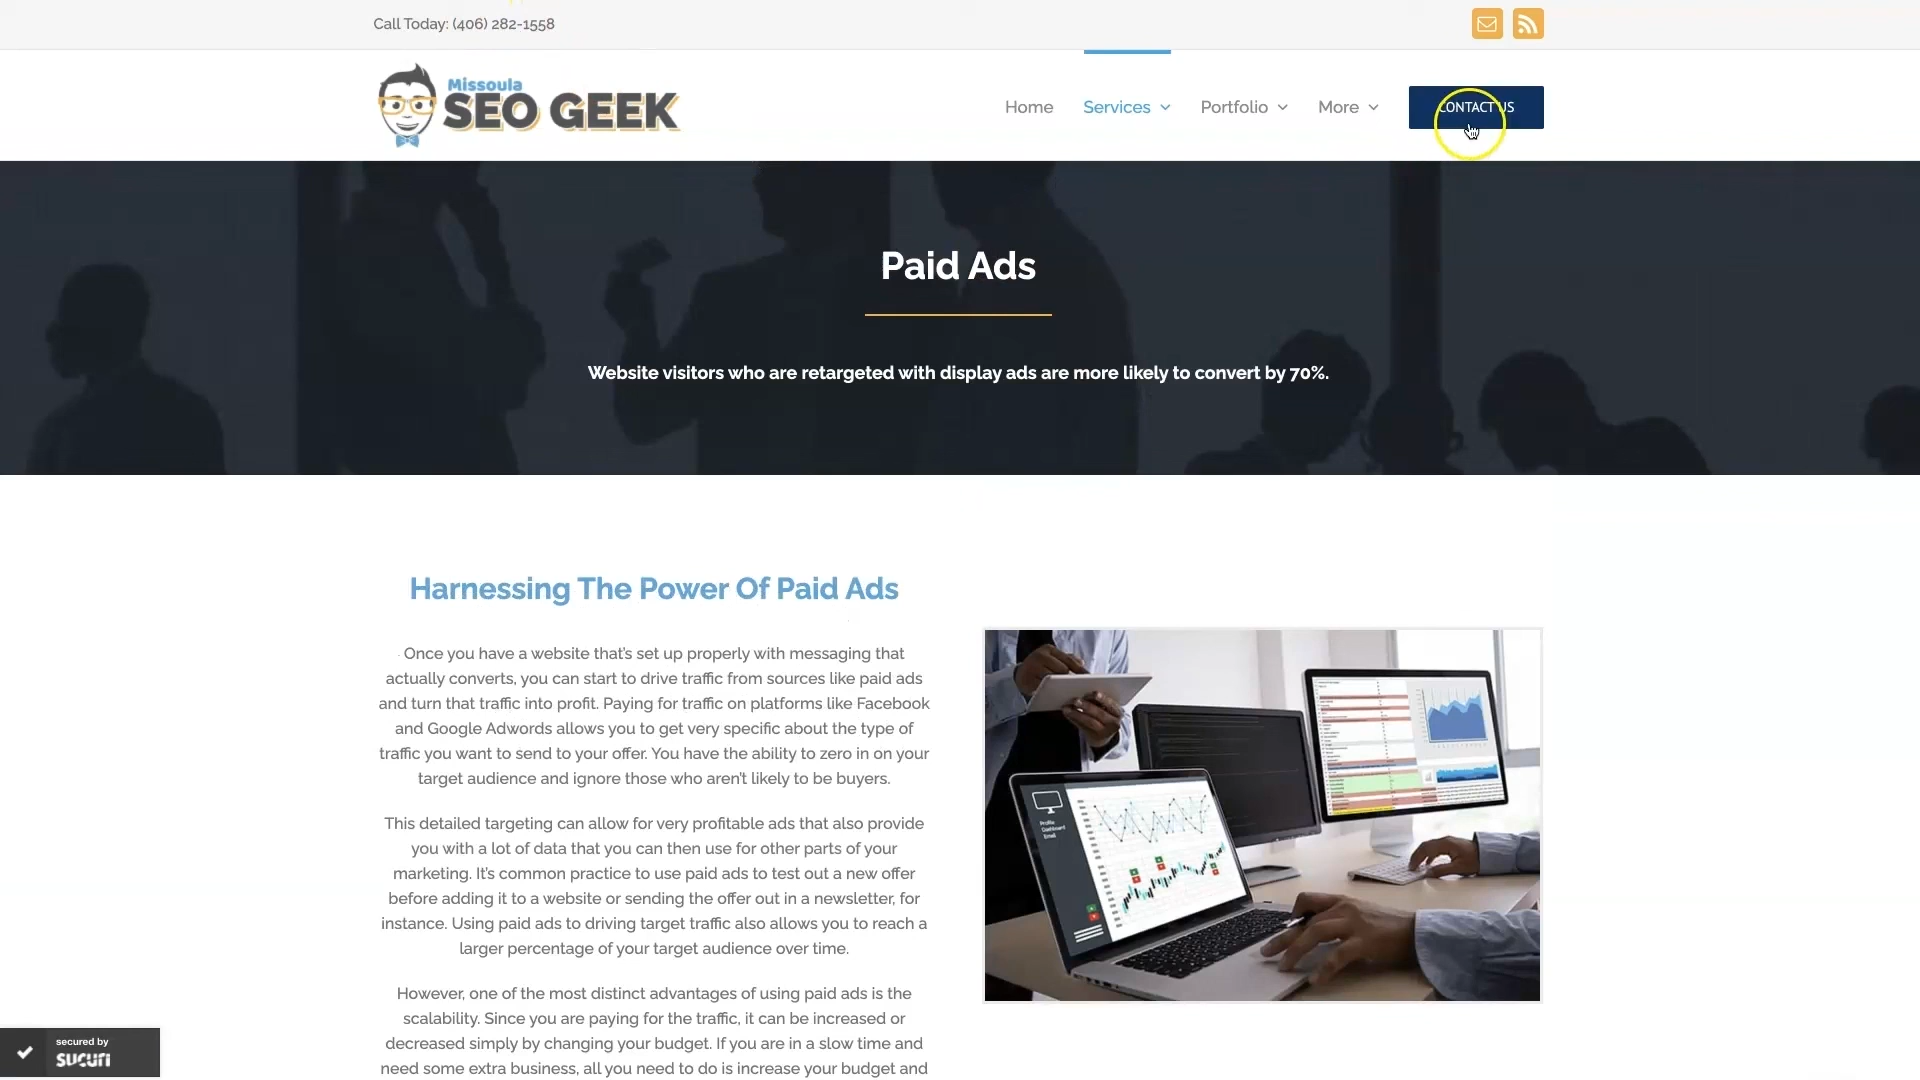 Call Today: (406) 282-1558
Missoula
SEO GEEK
Home
Services
Portfolio
More
CONTACT US
Paid Ads
Website visitors who are retargeted with display ads are more likely to convert by 70%.
Harnessing The Power Of Paid Ads
Once you have a website that's set up properly with messaging that
actually converts, you can start to drive traffic from sources like paid ads
and turn that traffic into profit. Paying for traffic on platforms like Facebook
and Google Adwords allows you to get very specific about the type of
traffic you want to send to your offer. You have the ability to zero in on your
target audience and ignore those who aren't likely to be buyers.
This detailed targeting can allow for very profitable ads that also provide
you with a lot of data that you can then use for other parts of your
marketing. It's common practice to use paid ads to test out a new offer
before adding it to a website or sending the offer out in a newsletter, for
instance. Using paid ads to driving target traffic also allows you to reach a
larger percentage of your target audience over time.
However, one of the most distinct advantages of using paid ads is the
scalability. Since you are paying for the traffic, it can be increased or
decreased simply by changing your budget. If you are in a slow time and
need some extra business, all you need to do is increase your budget and
Profile
Dashboard
Email
secured by
sucuri